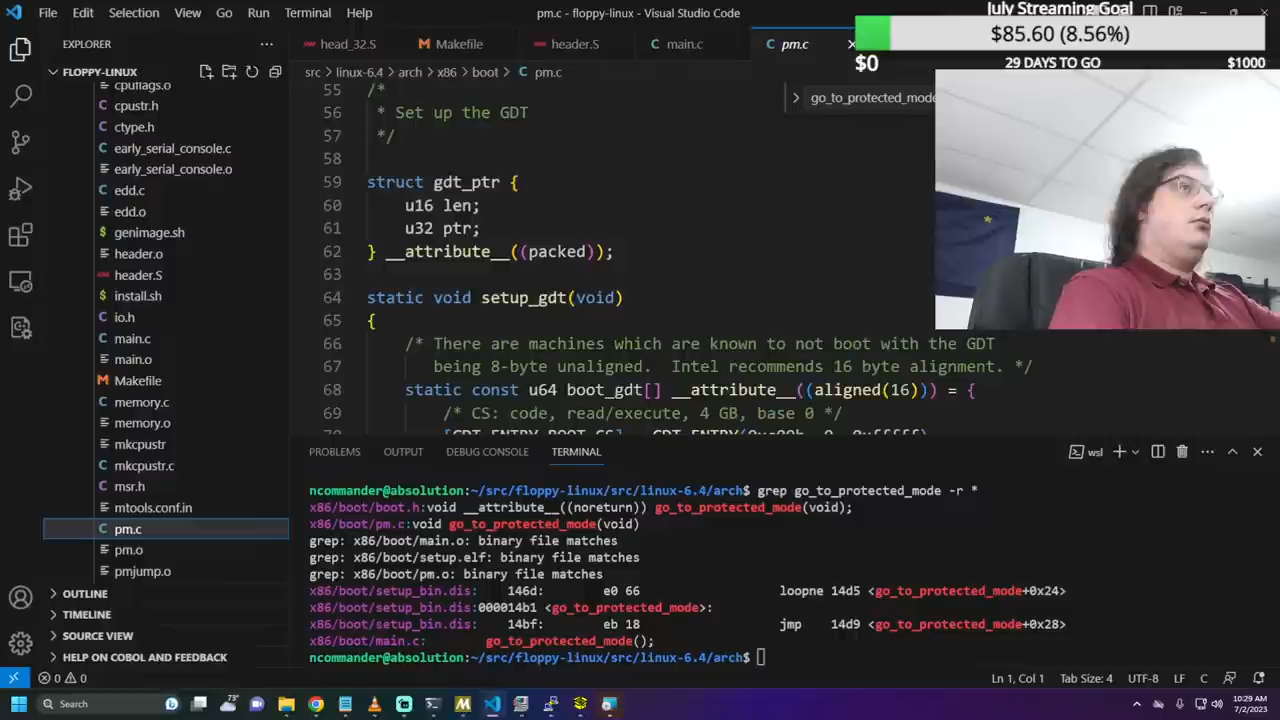 File Edit Selection View Go Run Terminal Help
pm.c - floppy-linux - Visual Studio Code
July Streaming Goal
$85.60 (8.56%)
$0 29 DAYS TO GO $1000
EXPLORER
head_32.S Makefile header.S main.c pm.c
FLOPPY-LINUX
src > linux-6.4 > arch > x86 > boot > C pm.c
go_to_protected_mode
cpuflags.o
cpustr.h
ctype.h
early_serial_console.c
early_serial_console.o
edd.c
edd.o
genimage.sh
header.o
header.S
install.sh
io.h
main.c
main.o
Makefile
memory.c
memory.o
mkcpustr
mkcpustr.c
msr.h
mtools.conf.in
pm.c
pm.o
pmjump.o
OUTLINE
TIMELINE
SOURCE VIEW
HELP ON COBOL AND FEEDBACK
55 /*
56 * Set up the GDT
57 */
58
59 struct gdt_ptr {
60 u16 len;
61 u32 ptr;
62 } __attribute__((packed));
63
64 static void setup_gdt(void)
65 {
66 /* There are machines which are known to not boot with the GDT
67 being 8-byte unaligned. Intel recommends 16 byte alignment. */
68 static const u64 boot_gdt[] __attribute__((aligned(16))) = {
69 /* CS: code, read/execute, 4 GB, base 0 */
70 [GDT_ENTRY_BOOT_CS] = GDT_ENTRY(0xc09b, 0, 0xfffff),
PROBLEMS OUTPUT DEBUG CONSOLE TERMINAL
wsl
ncommander@absolution:~/src/floppy-linux/src/linux-6.4/arch$ grep go_to_protected_mode -r *
x86/boot/boot.h:void __attribute__((noreturn)) go_to_protected_mode(void);
x86/boot/pm.c:void go_to_protected_mode(void)
grep: x86/boot/main.o: binary file matches
grep: x86/boot/setup.elf: binary file matches
grep: x86/boot/pm.o: binary file matches
x86/boot/setup_bin.dis: 146d: e0 66 loopne 14d5 <go_to_protected_mode+0x24>
x86/boot/setup_bin.dis:000014b1 <go_to_protected_mode>:
x86/boot/setup_bin.dis: 14bf: eb 18 jmp 14d9 <go_to_protected_mode+0x28>
x86/boot/main.c: go_to_protected_mode();
ncommander@absolution:~/src/floppy-linux/src/linux-6.4/arch$
0 0
Ln 1, Col 1 Tab Size: 4 UTF-8 LF C
Search
73°
10:29 AM
7/2/2023